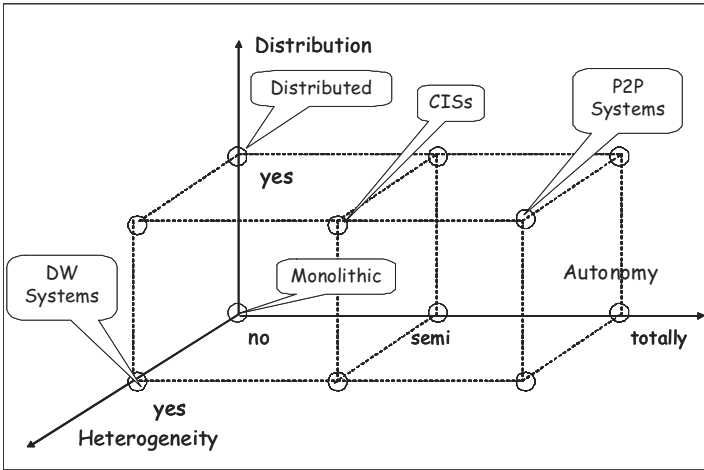 Distribution
Distributed
CISs
P2P
Systems
yes
DW
Systems
Monolithic
Autonomy
no
semi
totally
yes
Heterogeneity